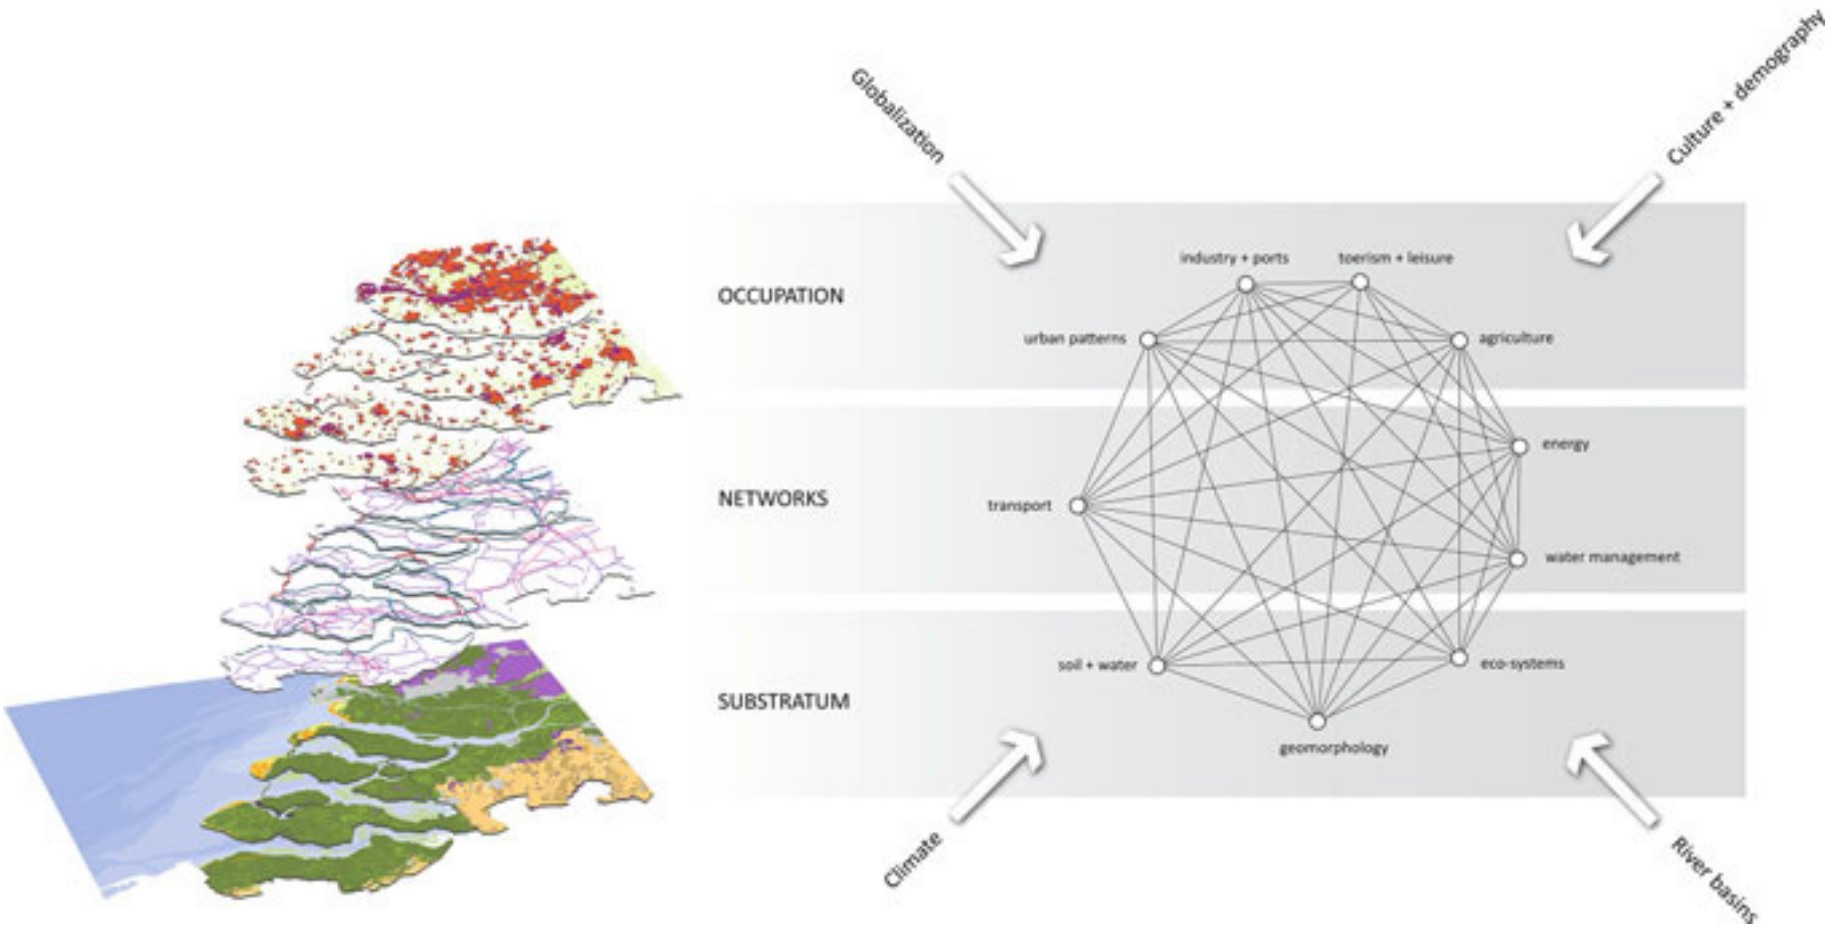 Globalization
Culture + demography
OCCUPATION
industry + ports
toerism + leisure
urban patterns
agriculture
NETWORKS
energy
transport
water management
SUBSTRATUM
soil + water
eco-systems
geomorphology
Climate
River basins